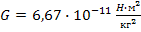 G = 6,67 · 10⁻¹¹ Н·м²/кг²